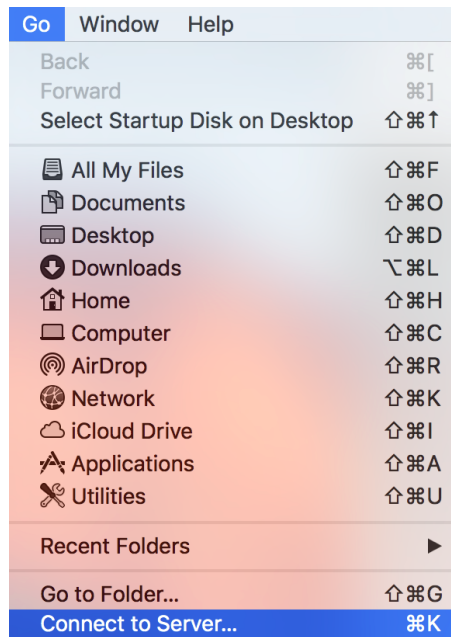 Go Window Help
Back ⌘[
Forward ⌘]
Select Startup Disk on Desktop ⇧⌘↑
All My Files ⇧⌘F
Documents ⇧⌘O
Desktop ⇧⌘D
Downloads ⌥⌘L
Home ⇧⌘H
Computer ⇧⌘C
AirDrop ⇧⌘R
Network ⇧⌘K
iCloud Drive ⇧⌘I
Applications ⇧⌘A
Utilities ⇧⌘U
Recent Folders ▶
Go to Folder... ⇧⌘G
Connect to Server... ⌘K